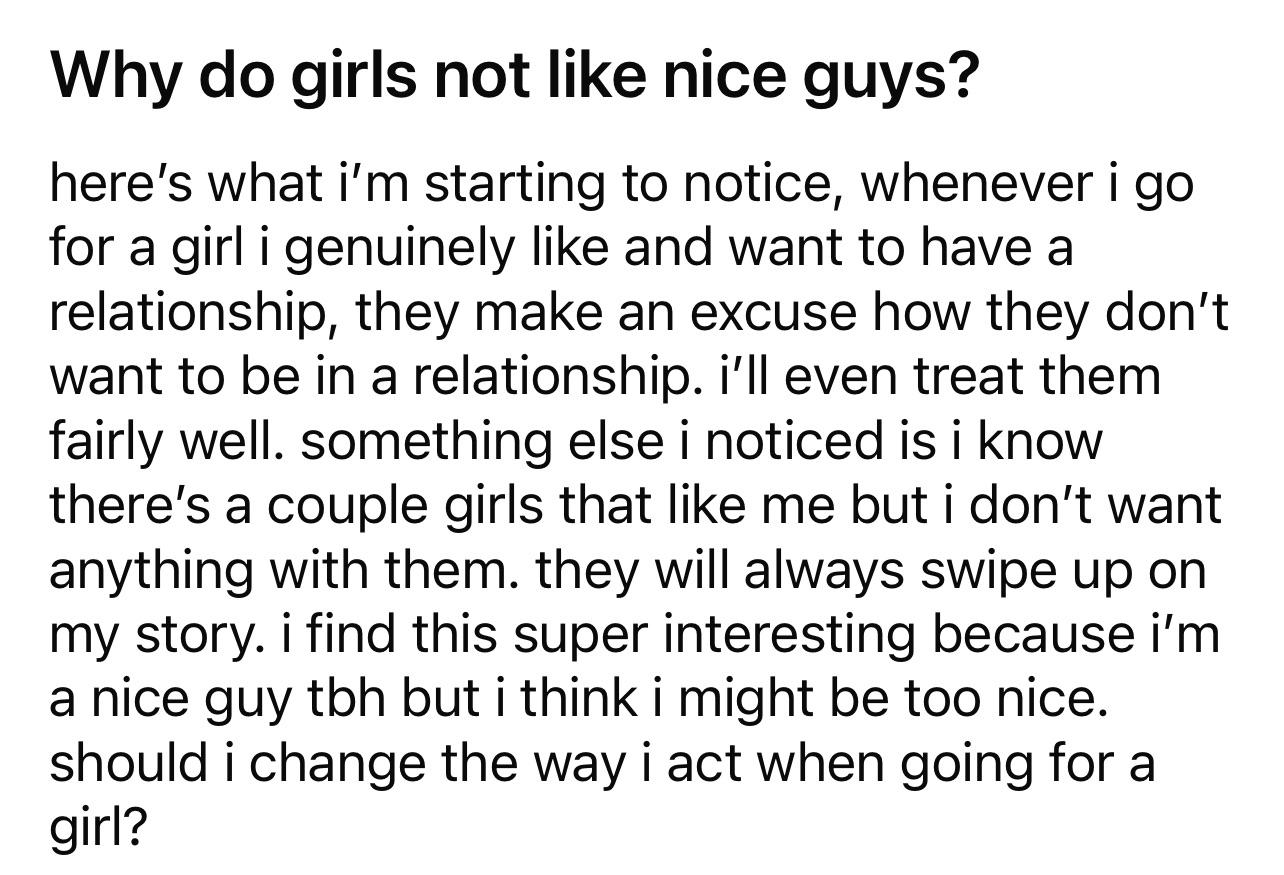 Why do girls not like nice guys?
here’s what i’m starting to notice, whenever i go
for a girl i genuinely like and want to have a
relationship, they make an excuse how they don’t
want to be in a relationship. i’ll even treat them
fairly well. something else i noticed is i know
there’s a couple girls that like me but i don’t want
anything with them. they will always swipe up on
my story. i find this super interesting because i’m
a nice guy tbh but i think i might be too nice.
should i change the way i act when going for a
girl?